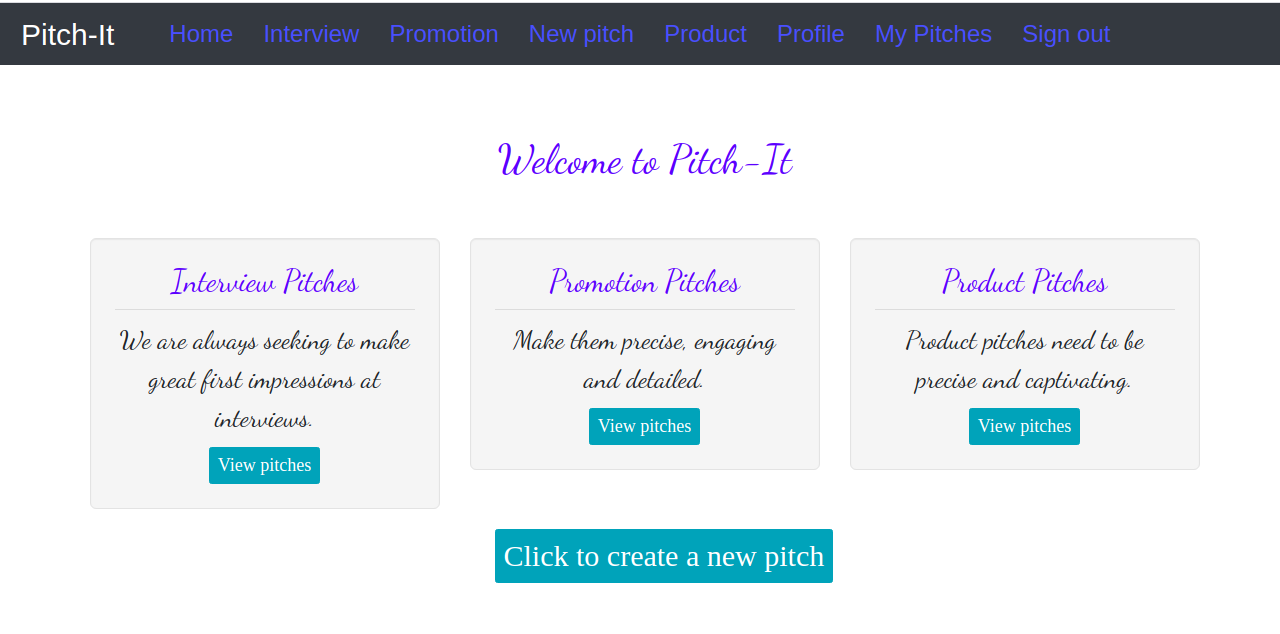 Pitch-It Home Interview Promotion New pitch Product Profile My Pitches Sign out
Welcome to Pitch-It
Interview Pitches
We are always seeking to make
great first impressions at
interviews.
View pitches
Promotion Pitches
Make them precise, engaging
and detailed.
View pitches
Product Pitches
Product pitches need to be
precise and captivating.
View pitches
Click to create a new pitch